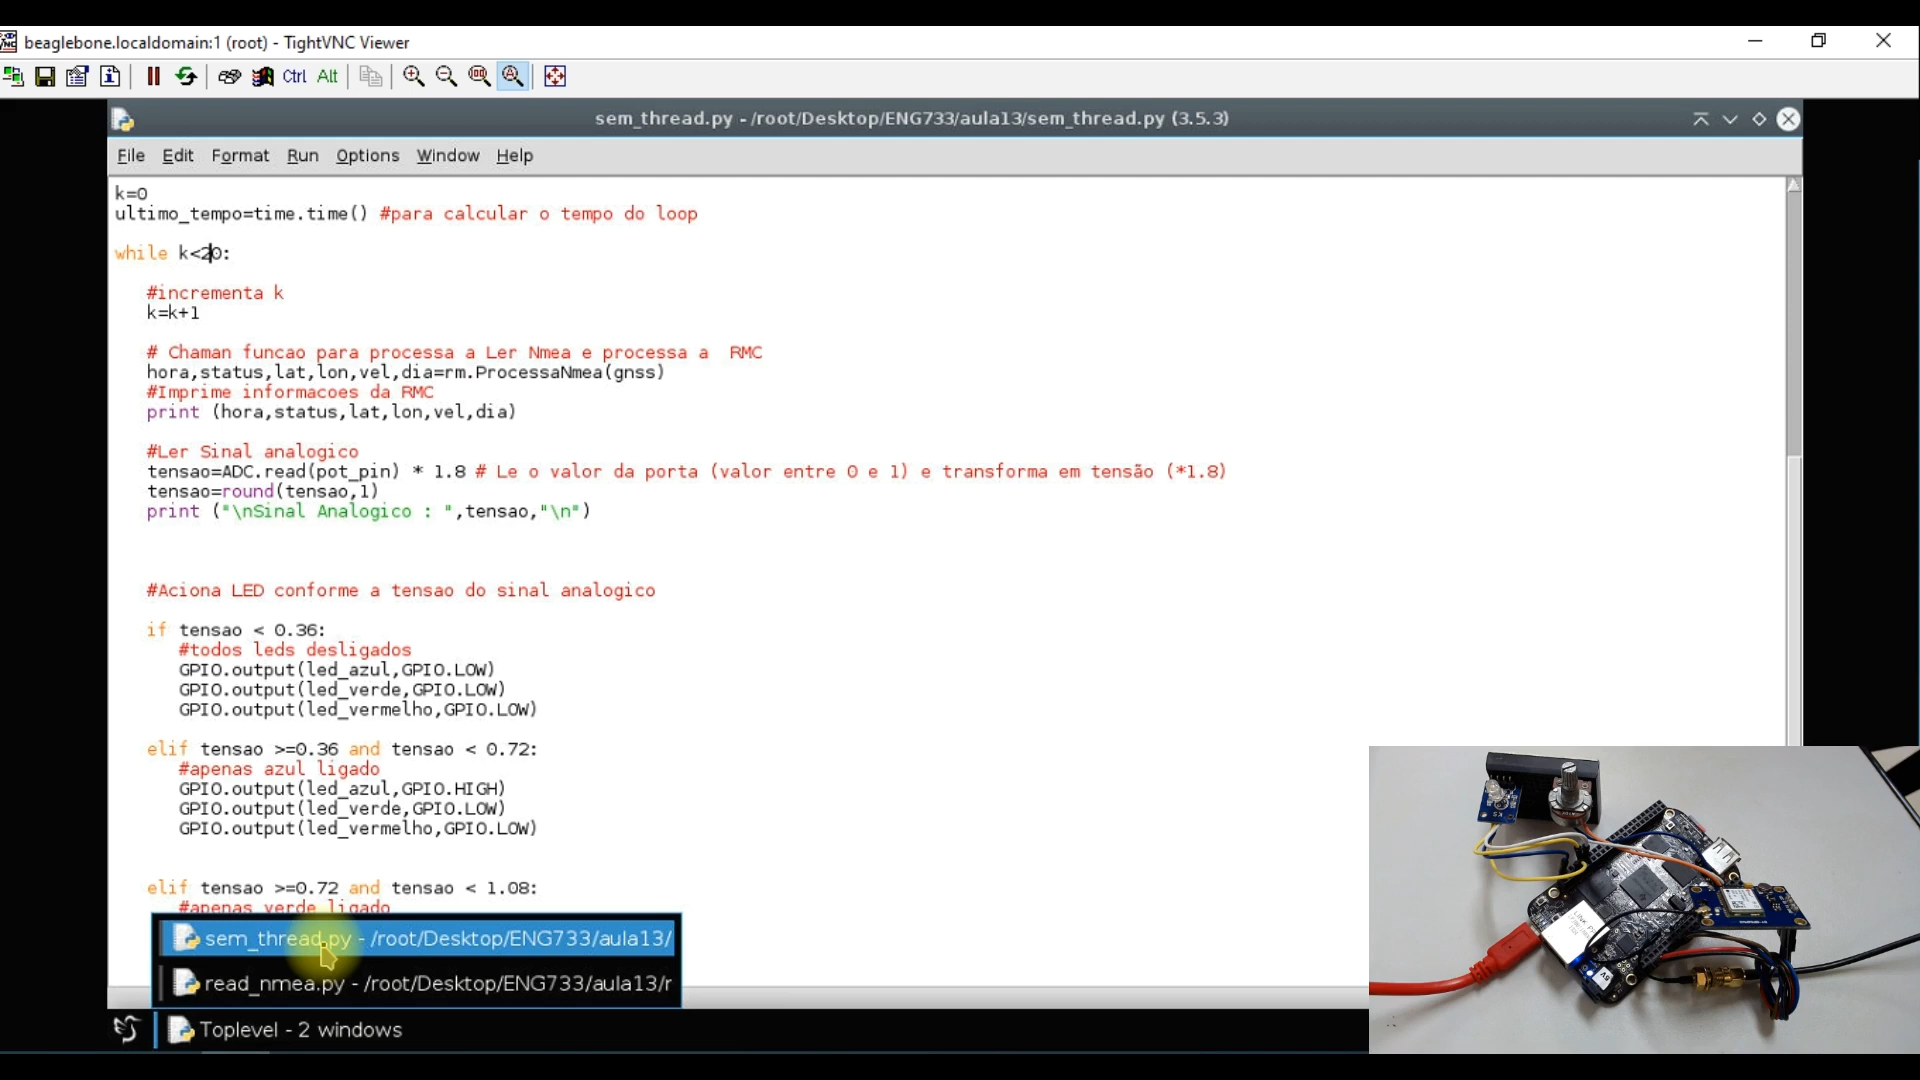 beaglebone.localdomain:1 (root) - TightVNC Viewer
Ctrl Alt
sem_thread.py - /root/Desktop/ENG733/aula13/sem_thread.py (3.5.3)
File Edit Format Run Options Window Help
k=0
ultimo_tempo=time.time() #para calcular o tempo do loop
while k<20:
#incrementa k
k=k+1
# Chaman funcao para processa a Ler Nmea e processa a  RMC
hora,status,lat,lon,vel,dia=rm.ProcessaNmea(gnss)
#Imprime informacoes da RMC
print (hora,status,lat,lon,vel,dia)
#Ler Sinal analogico
tensao=ADC.read(pot_pin) * 1.8 # Le o valor da porta (valor entre 0 e 1) e transforma em tensão (*1.8)
tensao=round(tensao,1)
print ("\nSinal Analogico : ",tensao,"\n")
#Aciona LED conforme a tensao do sinal analogico
if tensao < 0.36:
#todos leds desligados
GPIO.output(led_azul,GPIO.LOW)
GPIO.output(led_verde,GPIO.LOW)
GPIO.output(led_vermelho,GPIO.LOW)
elif tensao >=0.36 and tensao < 0.72:
#apenas azul ligado
GPIO.output(led_azul,GPIO.HIGH)
GPIO.output(led_verde,GPIO.LOW)
GPIO.output(led_vermelho,GPIO.LOW)
elif tensao >=0.72 and tensao < 1.08:
#apenas verde ligado
sem_thread.py - /root/Desktop/ENG733/aula13/
read_nmea.py - /root/Desktop/ENG733/aula13/r
Toplevel - 2 windows